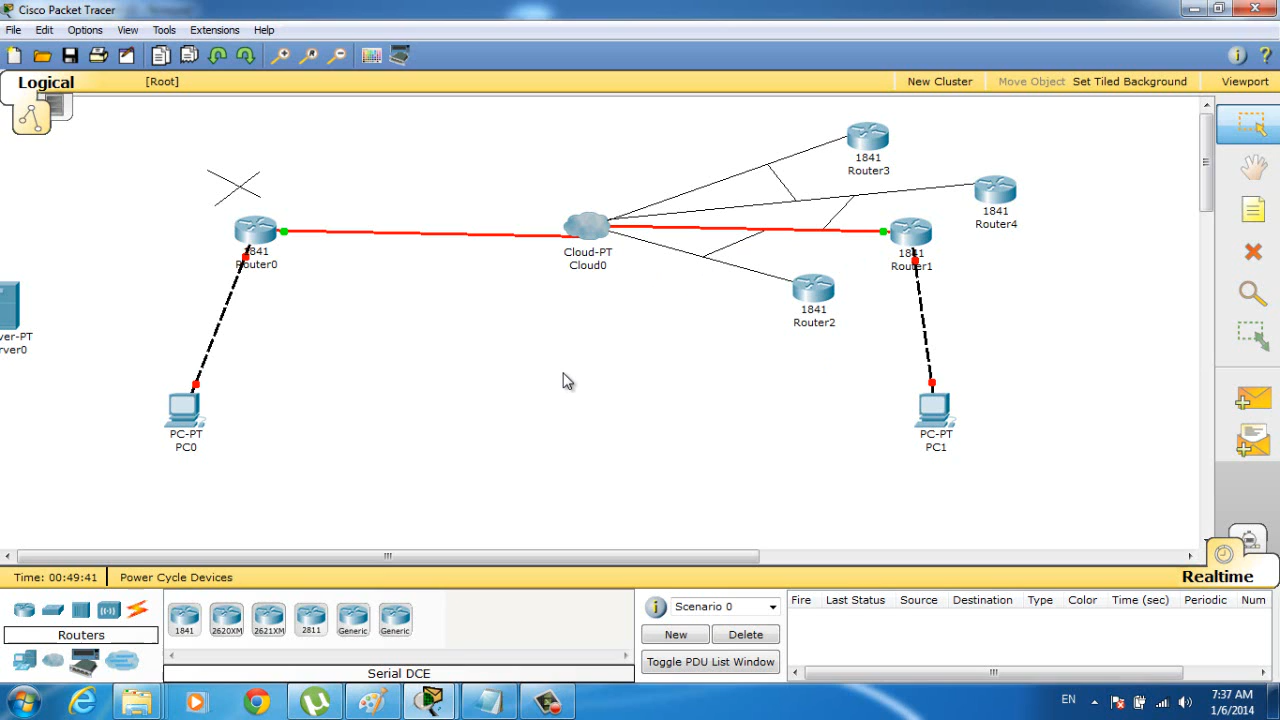 Cisco Packet Tracer
File Edit Options View Tools Extensions Help
Logical [Root] New Cluster Move Object Set Tiled Background Viewport
1841
Router3
1841
Router4
1841
Router0
Cloud-PT
Cloud0
1841
Router1
1841
Router2
ver-PT
rver0
PC-PT
PC0
PC-PT
PC1
Time: 00:49:41 Power Cycle Devices Realtime
Routers
1841 2620XM 2621XM 2811 Generic Generic
Serial DCE
Scenario 0
New Delete
Toggle PDU List Window
Fire Last Status Source Destination Type Color Time (sec) Periodic Num
EN 7:37 AM
1/6/2014